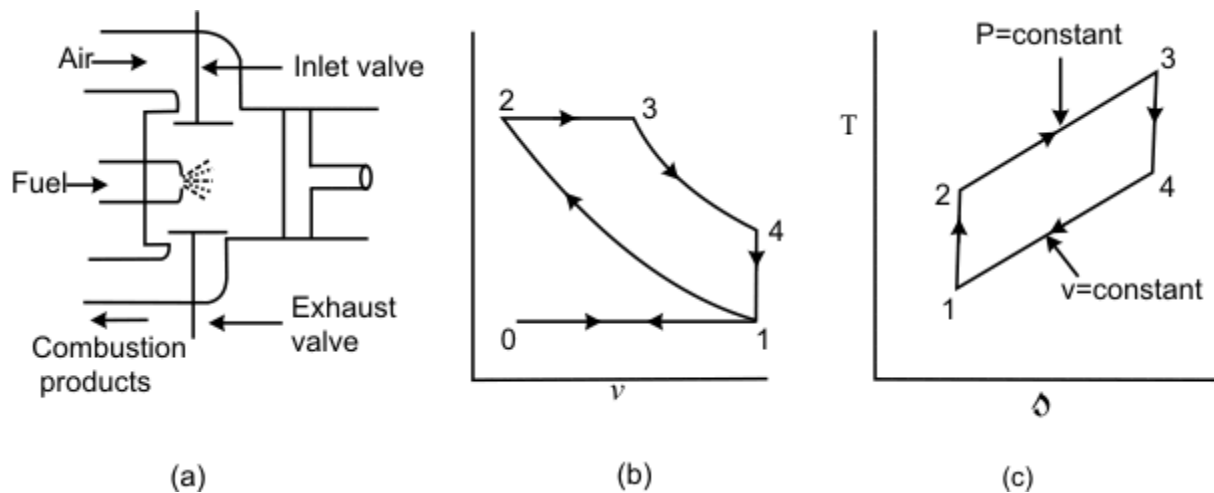 Air
Inlet valve
Fuel
Exhaust
valve
Combustion
products
(a)
2
3
4
0
1
v
(b)
P=constant
3
T
2
4
1
v=constant
(c)